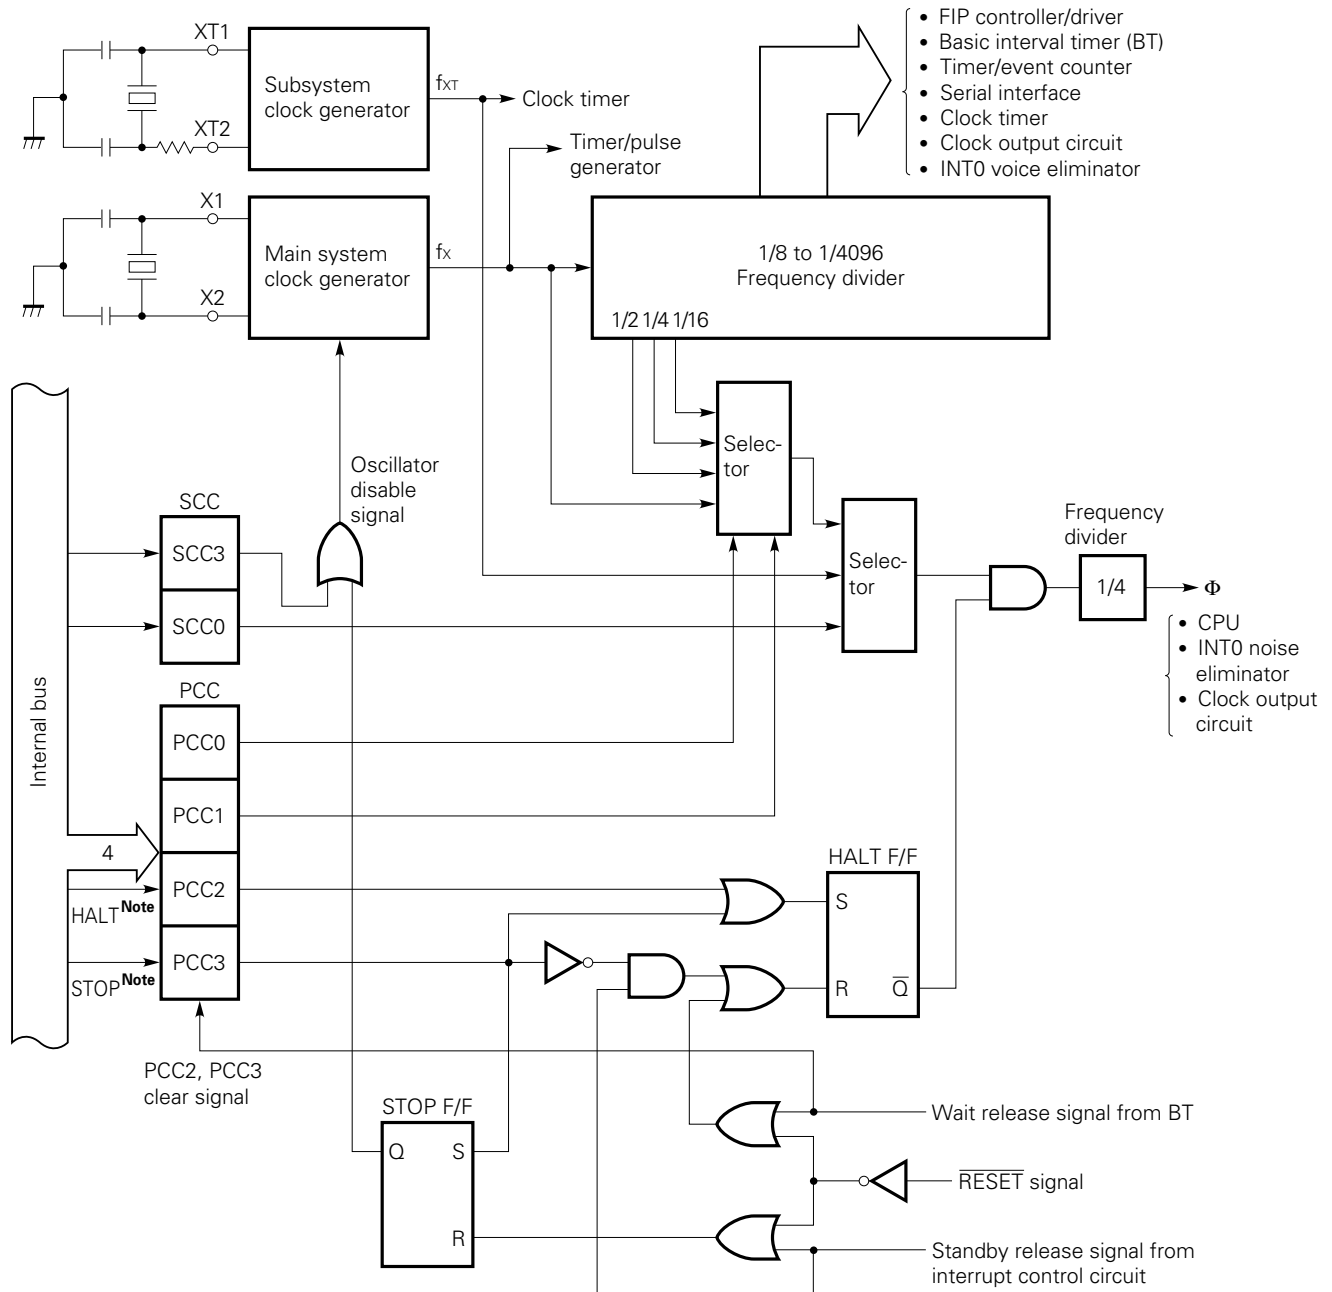 XT1
XT2
Subsystem
clock generator
fXT
Clock timer
Timer/pulse
generator
• FIP controller/driver
• Basic interval timer (BT)
• Timer/event counter
• Serial interface
• Clock timer
• Clock output circuit
• INT0 voice eliminator
X1
X2
Main system
clock generator
fX
1/8 to 1/4096
Frequency divider
1/2 1/4 1/16
Selec-
tor
Oscillator
disable
signal
SCC
SCC3
SCC0
Selec-
tor
Frequency
divider
1/4
Φ
• CPU
• INT0 noise
eliminator
• Clock output
circuit
Internal bus
PCC
PCC0
PCC1
4
PCC2
HALT Note
PCC3
STOP Note
HALT F/F
S
R
Q̅
PCC2, PCC3
clear signal
STOP F/F
Q
S
R
Wait release signal from BT
R̅E̅S̅E̅T̅ signal
Standby release signal from
interrupt control circuit